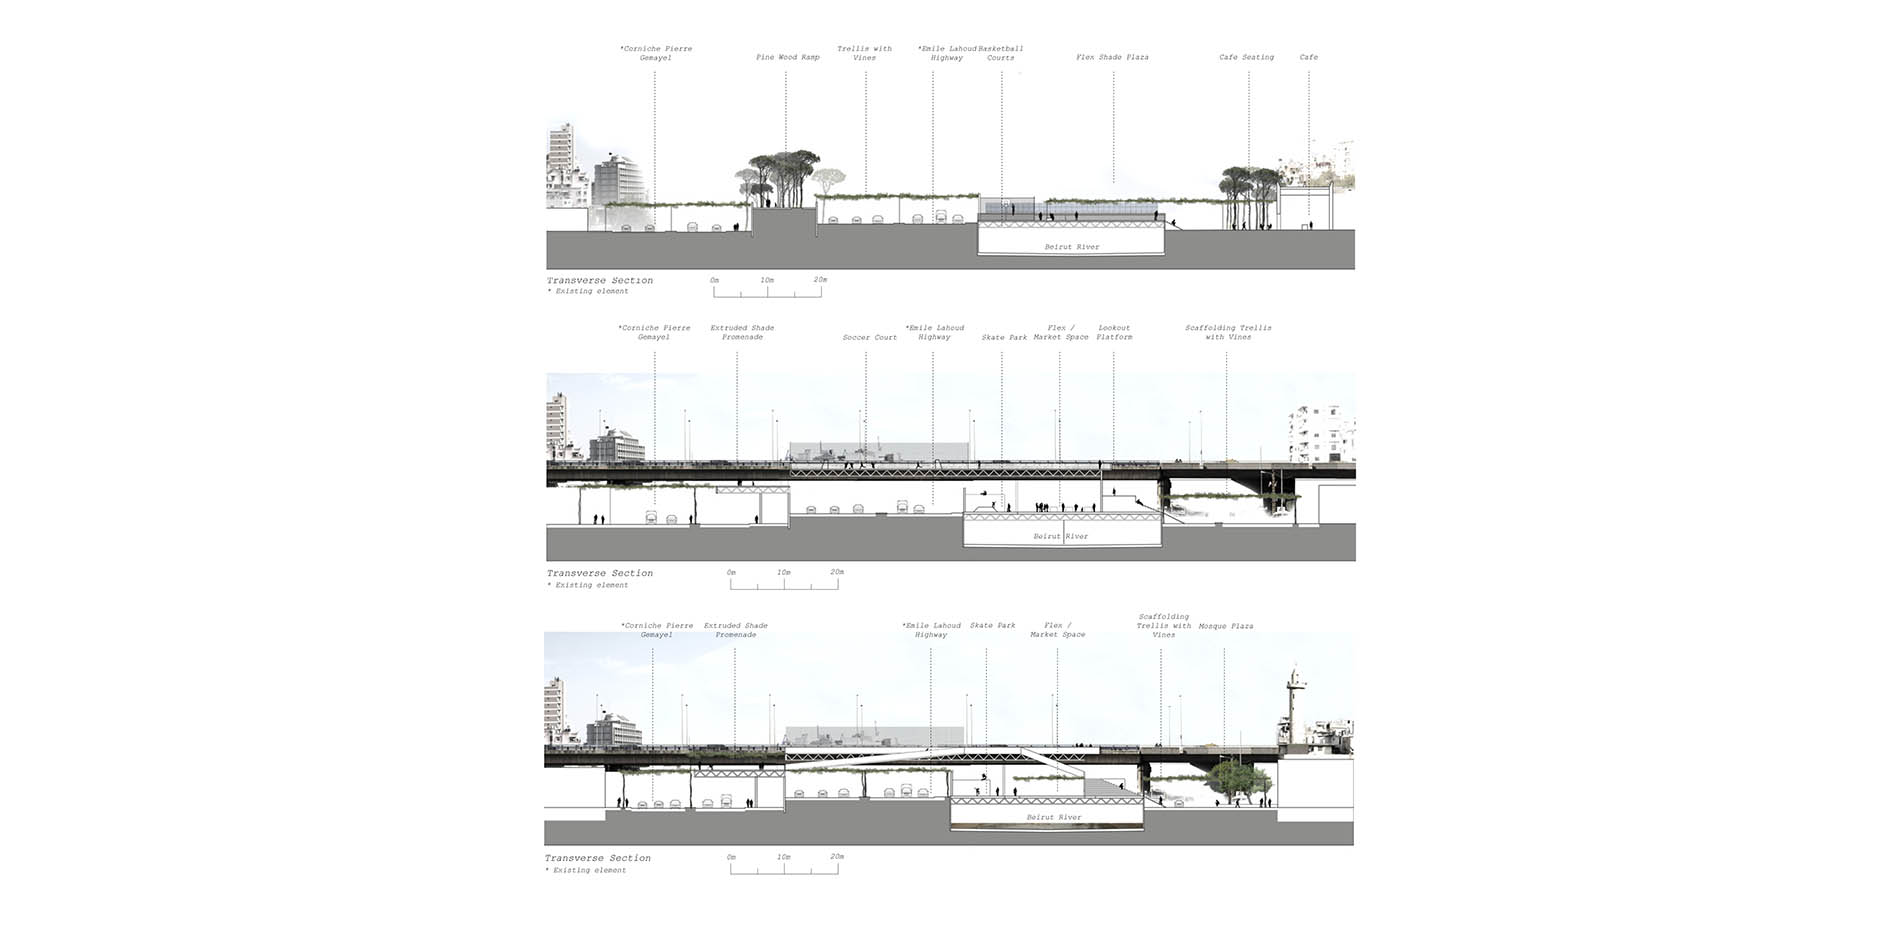 *Corniche Pierre
Gemayel
Pine Wood Ramp
Trellis with
Vines
*Emile Lahoud
Highway
Basketball
Courts
Flex Shade Plaza
Cafe Seating
Cafe
Beirut River
Transverse Section
* Existing element
0m
10m
20m
*Corniche Pierre
Gemayel
Extruded Shade
Promenade
Soccer Court
*Emile Lahoud
Highway
Skate Park
Flex /
Market Space
Lookout
Platform
Scaffolding Trellis
with Vines
Beirut River
Transverse Section
* Existing element
0m
10m
20m
*Corniche Pierre
Gemayel
Extruded Shade
Promenade
*Emile Lahoud
Highway
Skate Park
Flex /
Market Space
Scaffolding
Trellis with
Vines
Mosque Plaza
Beirut River
Transverse Section
* Existing element
0m
10m
20m